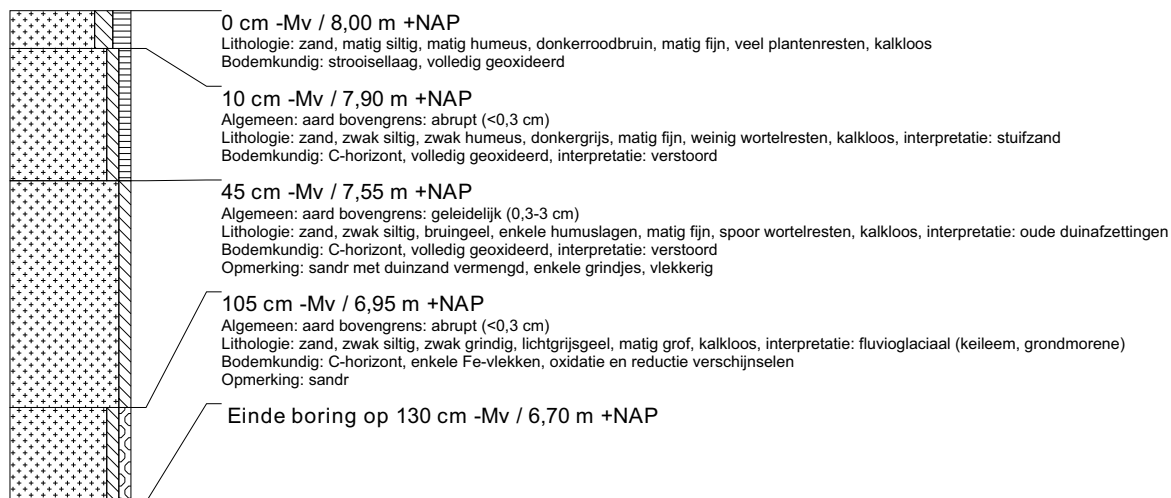 0 cm -Mv / 8,00 m +NAP
Lithologie: zand, matig siltig, matig humeus, donkerroodbruin, matig fijn, veel plantenresten, kalkloos
Bodemkundig: strooisellaag, volledig geoxideerd
10 cm -Mv / 7,90 m +NAP
Algemeen: aard bovengrens: abrupt (<0,3 cm)
Lithologie: zand, zwak siltig, zwak humeus, donkergrijs, matig fijn, weinig wortelresten, kalkloos, interpretatie: stuifzand
Bodemkundig: C-horizont, volledig geoxideerd, interpretatie: verstoord
45 cm -Mv / 7,55 m +NAP
Algemeen: aard bovengrens: geleidelijk (0,3-3 cm)
Lithologie: zand, zwak siltig, bruingeel, enkele humuslagen, matig fijn, spoor wortelresten, kalkloos, interpretatie: oude duinafzettingen
Bodemkundig: C-horizont, volledig geoxideerd, interpretatie: verstoord
Opmerking: sandr met duinzand vermengd, enkele grindjes, vlekkerig
105 cm -Mv / 6,95 m +NAP
Algemeen: aard bovengrens: abrupt (<0,3 cm)
Lithologie: zand, zwak siltig, zwak grindig, lichtgrijsgeel, matig grof, kalkloos, interpretatie: fluvioglaciaal (keileem, grondmorene)
Bodemkundig: C-horizont, enkele Fe-vlekken, oxidatie en reductie verschijnselen
Opmerking: sandr
Einde boring op 130 cm -Mv / 6,70 m +NAP